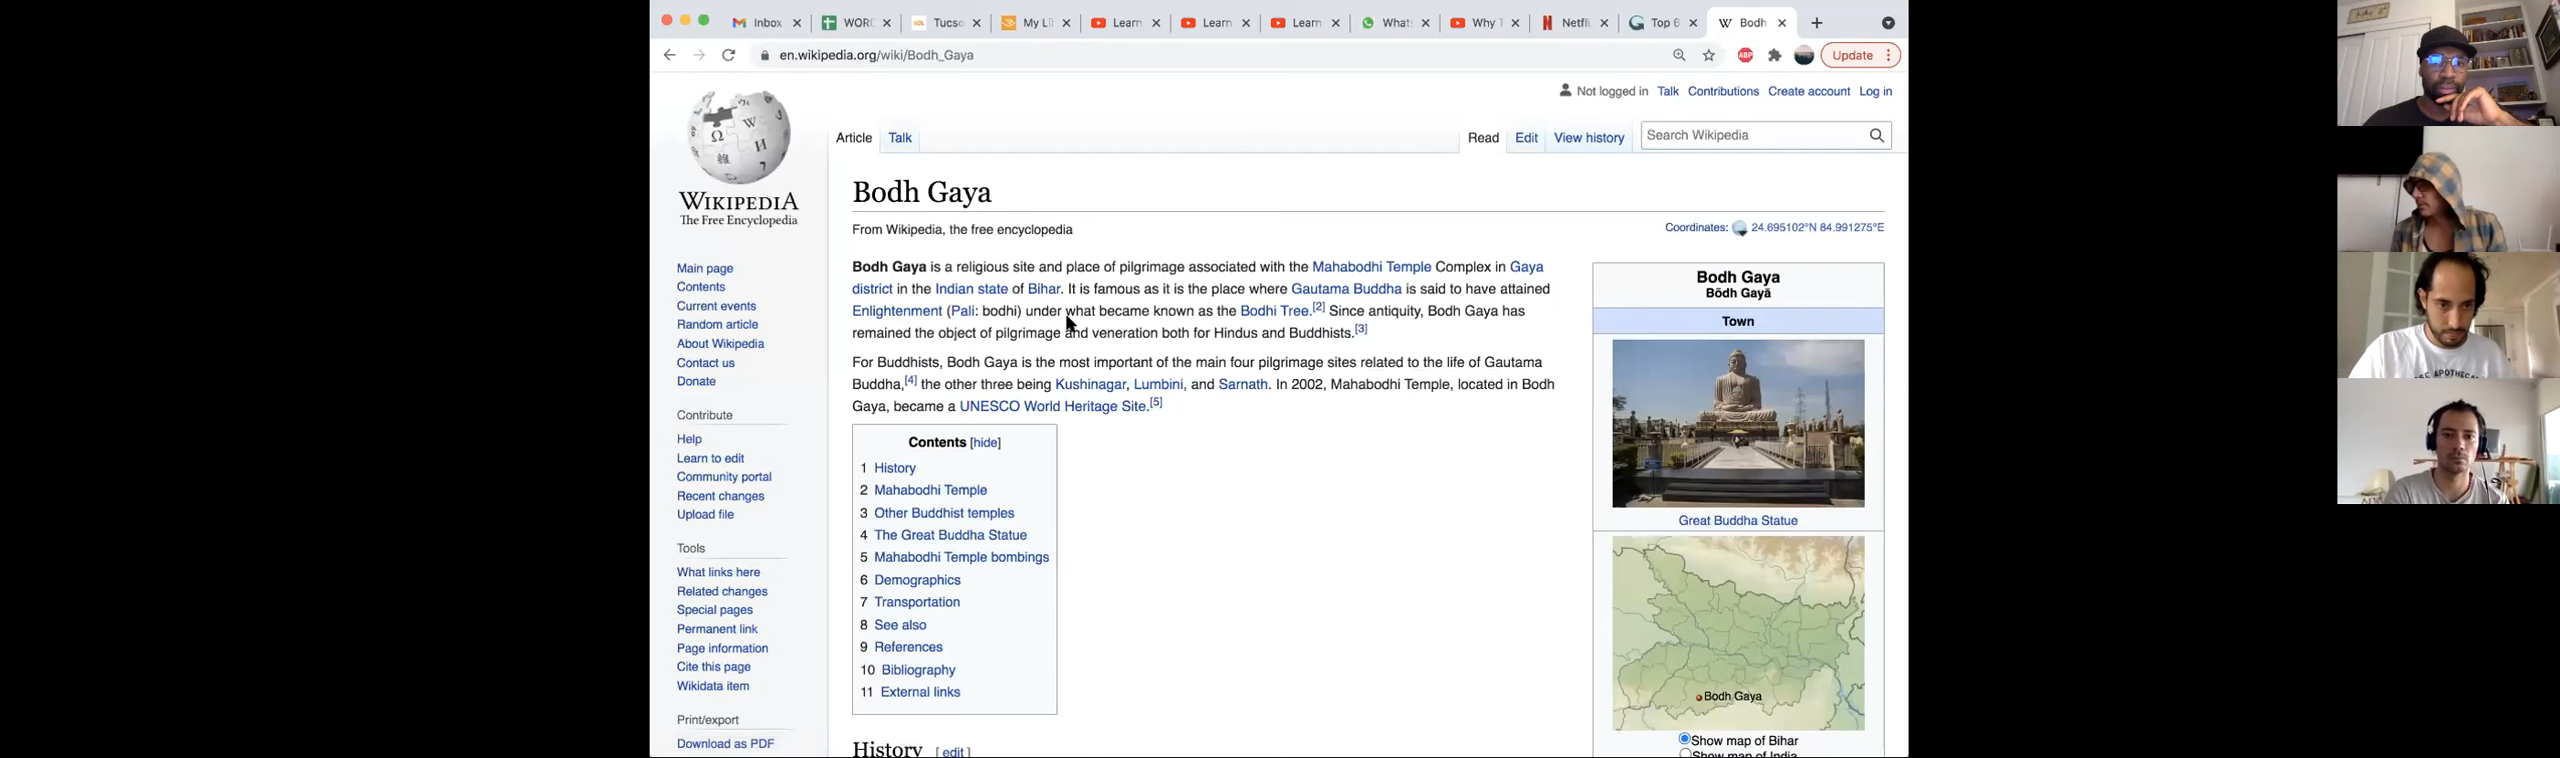 Inbox
WOR
Tucso
My Li
Learn
Learn
Learn
What
Why
Netfli
Top 6
Bodh
en.wikipedia.org/wiki/Bodh_Gaya
ABP
Update
Not logged in Talk Contributions Create account Log in
Article Talk
Read Edit View history
Search Wikipedia
WIKIPEDIA
The Free Encyclopedia
Main page
Contents
Current events
Random article
About Wikipedia
Contact us
Donate
Contribute
Help
Learn to edit
Community portal
Recent changes
Upload file
Tools
What links here
Related changes
Special pages
Permanent link
Page information
Cite this page
Wikidata item
Print/export
Download as PDF
Bodh Gaya
From Wikipedia, the free encyclopedia
Coordinates: 24.695102°N 84.991275°E
Bodh Gaya is a religious site and place of pilgrimage associated with the Mahabodhi Temple Complex in Gaya
district in the Indian state of Bihar. It is famous as it is the place where Gautama Buddha is said to have attained
Enlightenment (Pali: bodhi) under what became known as the Bodhi Tree.[2] Since antiquity, Bodh Gaya has
remained the object of pilgrimage and veneration both for Hindus and Buddhists.[3]
For Buddhists, Bodh Gaya is the most important of the main four pilgrimage sites related to the life of Gautama
Buddha,[4] the other three being Kushinagar, Lumbini, and Sarnath. In 2002, Mahabodhi Temple, located in Bodh
Gaya, became a UNESCO World Heritage Site.[5]
Contents [hide]
1 History
2 Mahabodhi Temple
3 Other Buddhist temples
4 The Great Buddha Statue
5 Mahabodhi Temple bombings
6 Demographics
7 Transportation
8 See also
9 References
10 Bibliography
11 External links
History [ edit ]
Bodh Gaya
Bōdh Gayā
Town
Great Buddha Statue
Bodh Gaya
Show map of Bihar
Show map of India